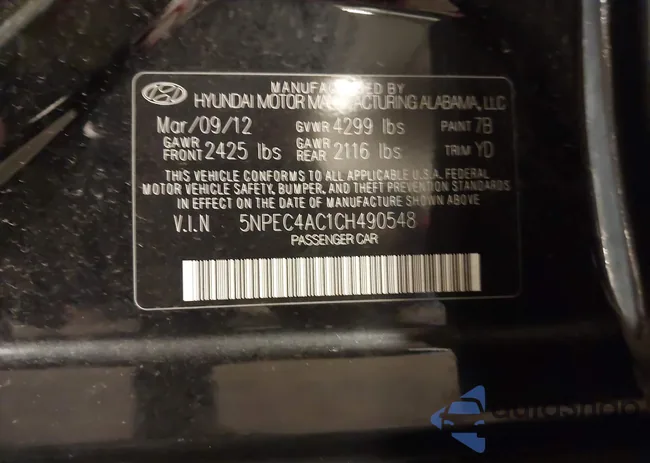 MANUFACTURED BY
HYUNDAI MOTOR MANUFACTURING ALABAMA, LLC
Mar/09/12 GVWR 4299 lbs PAINT 7B
GAWR FRONT 2425 lbs GAWR REAR 2116 lbs TRIM YD
THIS VEHICLE CONFORMS TO ALL APPLICABLE U.S.A. FEDERAL
MOTOR VEHICLE SAFETY, BUMPER, AND THEFT PREVENTION STANDARDS
IN EFFECT ON THE DATE OF MANUFACTURE SHOWN ABOVE
V.I.N 5NPEC4AC1CH490548
PASSENGER CAR